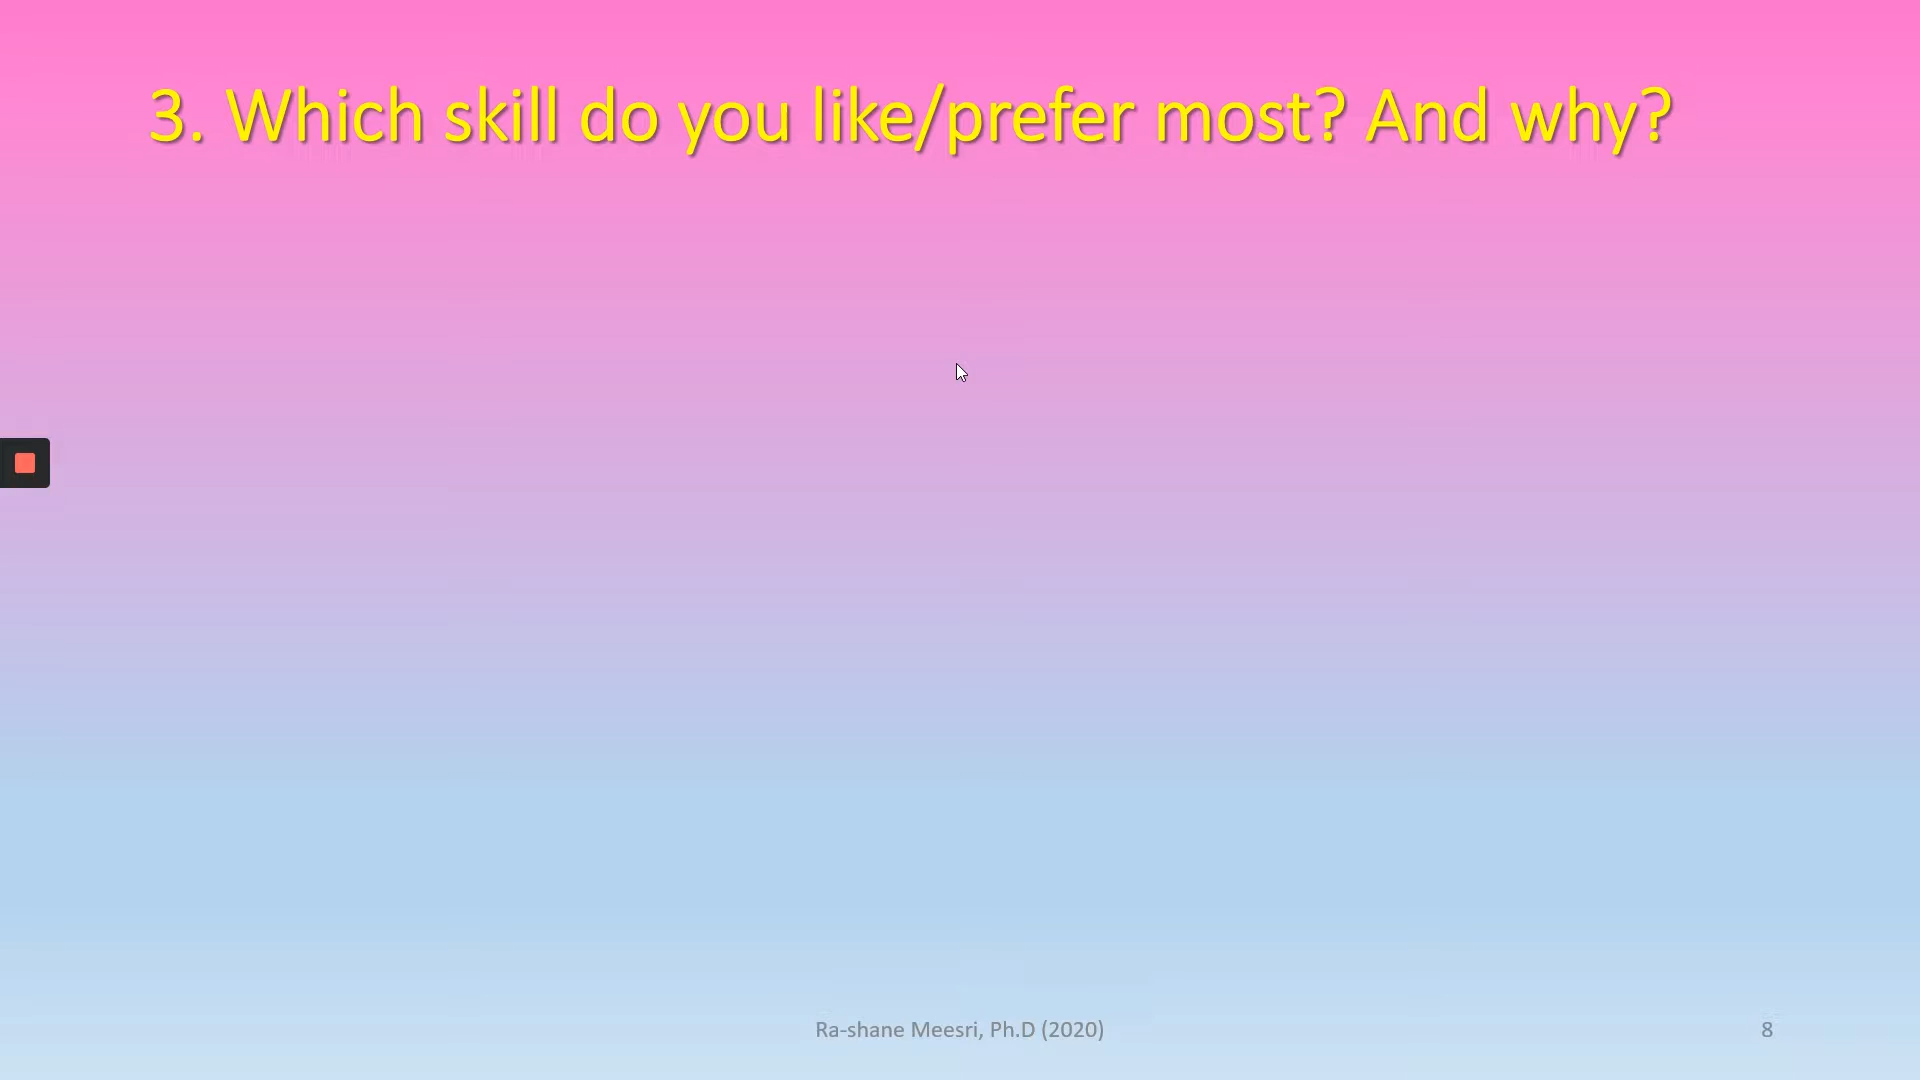 3. Which skill do you like/prefer most? And why?
Ra-shane Meesri, Ph.D (2020)
8